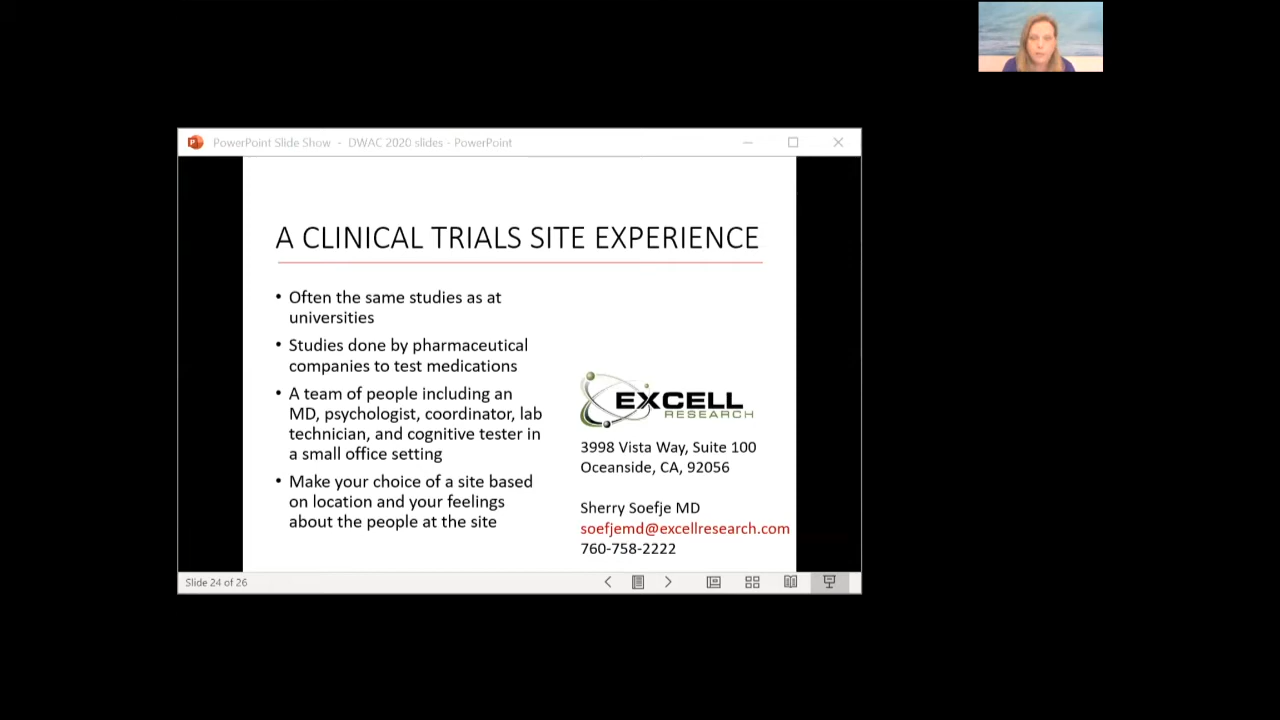 PowerPoint Slide Show - DWAC 2020 slides - PowerPoint
A CLINICAL TRIALS SITE EXPERIENCE
• Often the same studies as at
universities
• Studies done by pharmaceutical
companies to test medications
• A team of people including an
MD, psychologist, coordinator, lab
technician, and cognitive tester in
a small office setting
• Make your choice of a site based
on location and your feelings
about the people at the site
EXCELL
RESEARCH
3998 Vista Way, Suite 100
Oceanside, CA, 92056
Sherry Soefje MD
soefjemd@excellresearch.com
760-758-2222
Slide 24 of 26